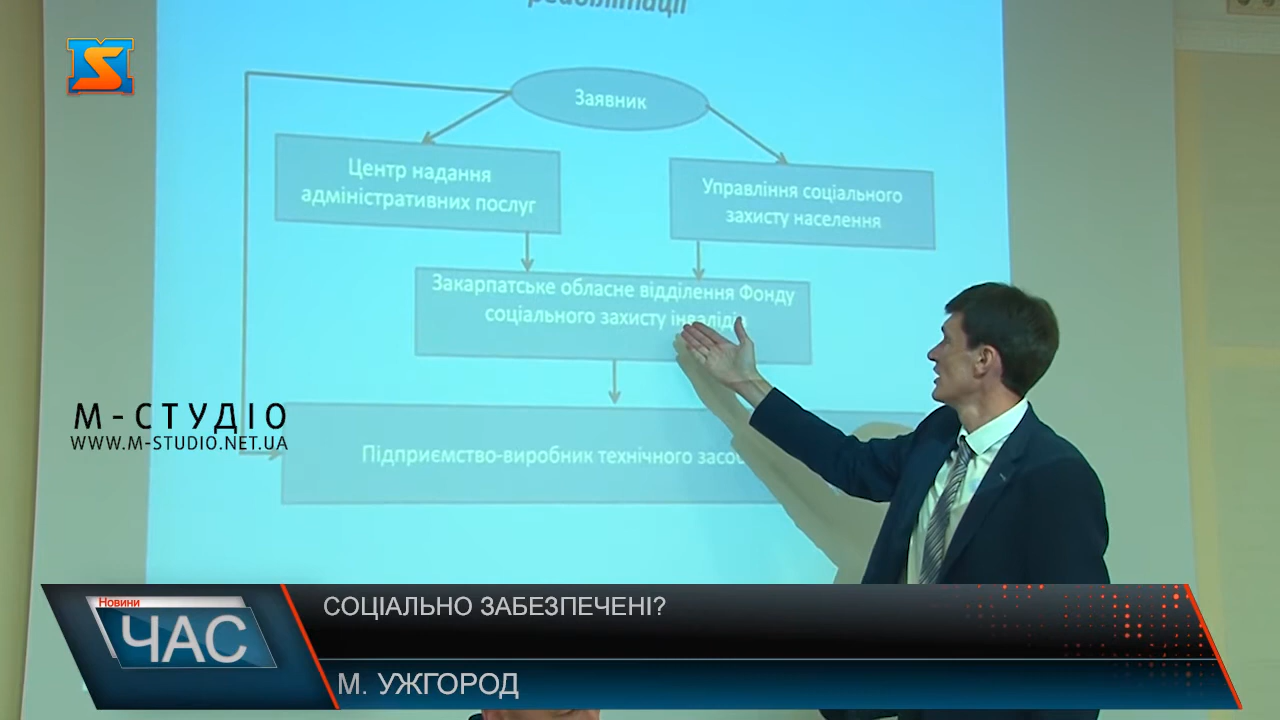 реабілітації
Заявник
Центр надання
адміністративних послуг
Управління соціального
захисту населення
Закарпатське обласне відділення Фонду
соціального захисту інвалідів
Підприємство-виробник технічного
М-СТУДІО
WWW.M-STUDIO.NET.UA
Новини
ЧАС
СОЦІАЛЬНО ЗАБЕЗПЕЧЕНІ?
М. УЖГОРОД